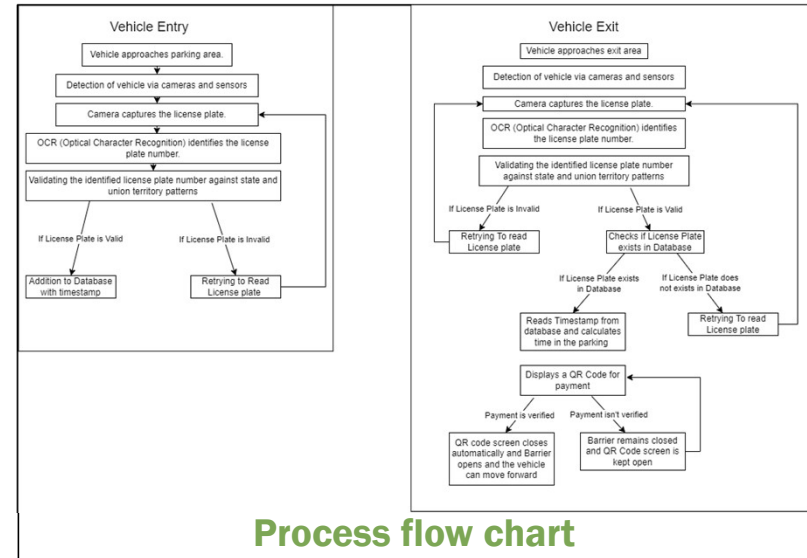 Vehicle Entry
Vehicle approaches parking area.
Detection of vehicle via cameras and sensors
Camera captures the license plate.
OCR (Optical Character Recognition) identifies the license
plate number.
Validating the identified license plate number against state and
union territory patterns
If License Plate is Valid
If License Plate is Invalid
Addition to Database
with timestamp
Retrying to Read
License plate
Vehicle Exit
Vehicle approaches exit area
Detection of vehicle via cameras and sensors
Camera captures the license plate.
OCR (Optical Character Recognition) identifies
the license plate number.
Validating the identified license plate number
against state and union territory patterns
If License Plate is Invalid
If License Plate is Valid
Retrying To read
License plate
Checks if License Plate
exists in Database
If License Plate exists
in Database
If License Plate does
not exists in Database
Reads Timestamp from
database and calculates
time in the parking
Retrying To read
License plate
Displays a QR Code for
payment
Payment is verified
Payment isn't verified
QR code screen closes
automatically and Barrier
opens and the vehicle
can move forward
Barrier remains closed
and QR Code screen is
kept open
Process flow chart